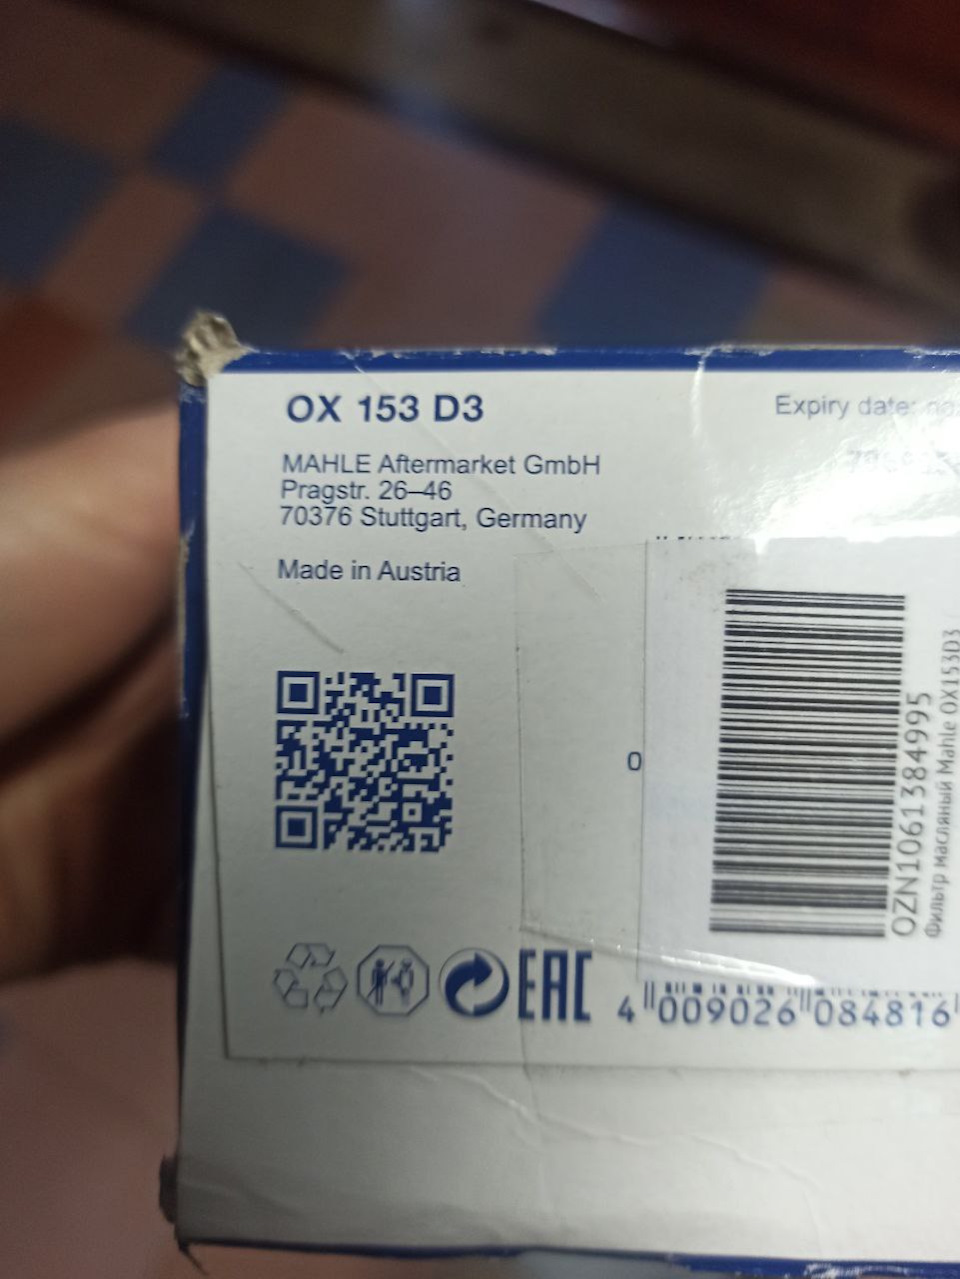 OX 153 D3
Expiry date:
MAHLE Aftermarket GmbH
Pragstr. 26–46
70376 Stuttgart, Germany
Made in Austria
0
OZN1061384995
Фильтр масляный Mahle OX153D3
EAC
4 009026 084816